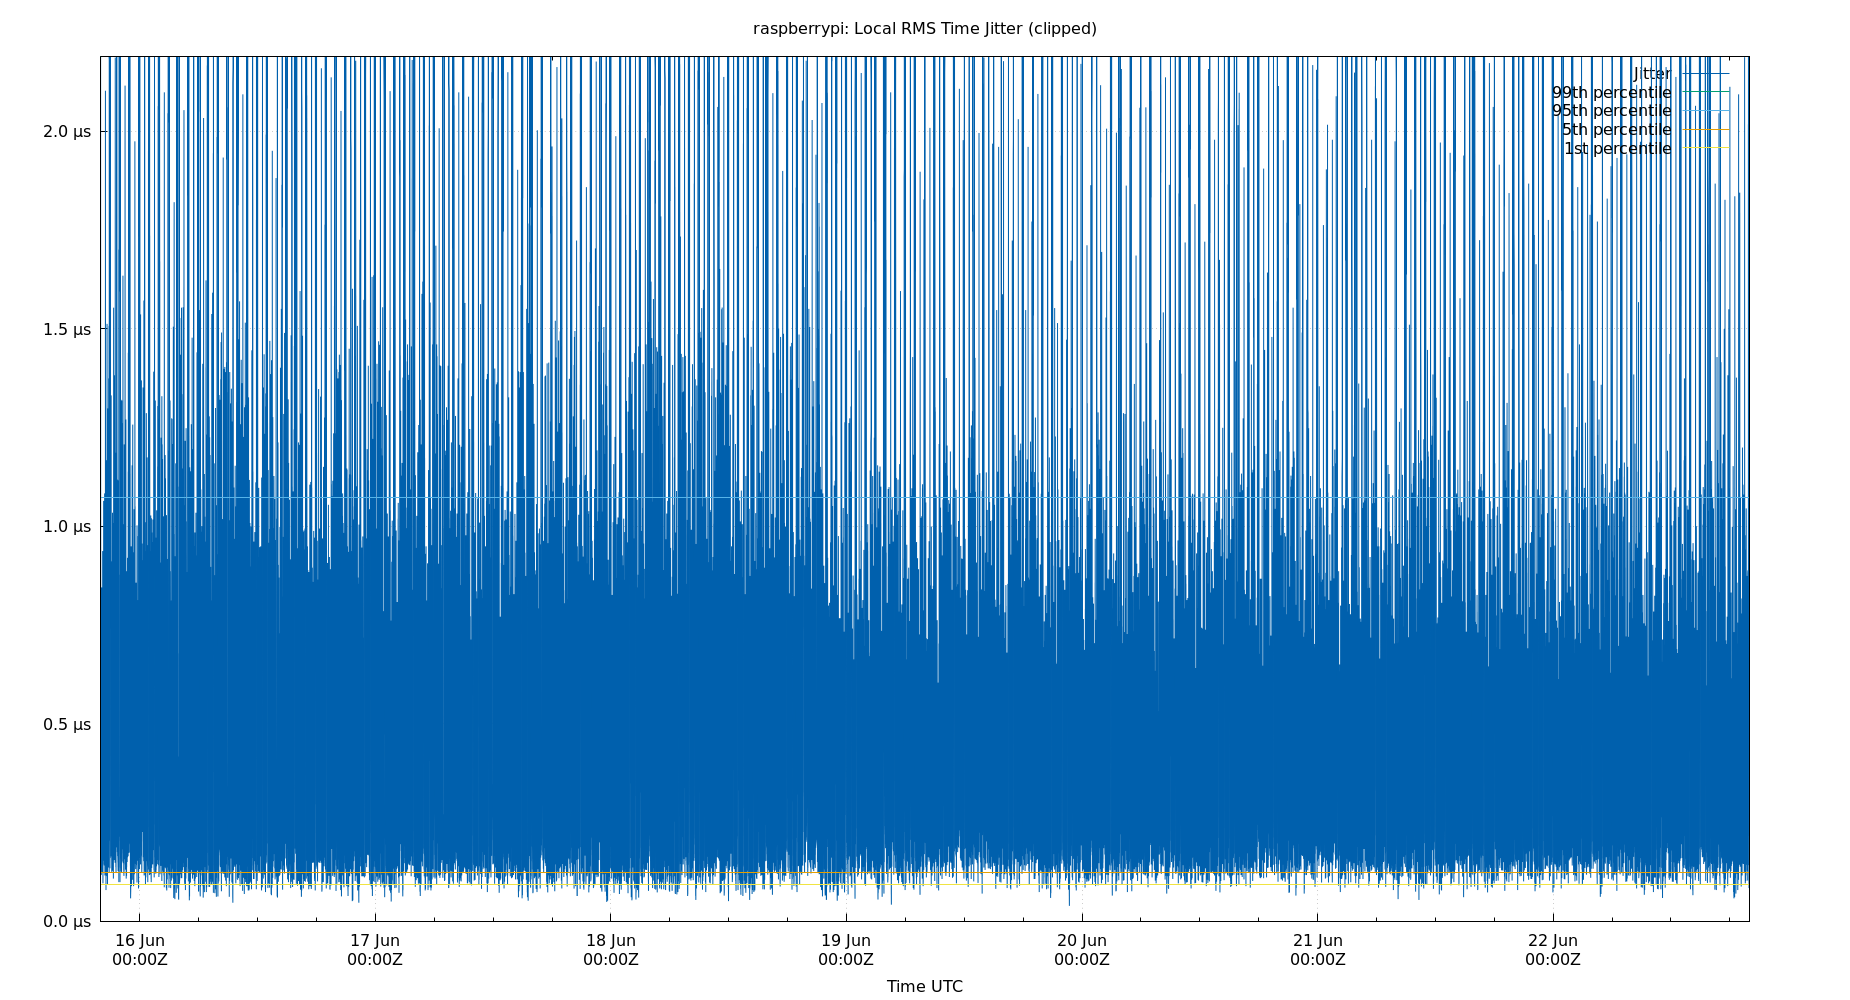 raspberrypi: Local RMS Time Jitter (clipped)
Jitter
99th percentile
95th percentile
5th percentile
1st percentile
2.0 µs
1.5 µs
1.0 µs
0.5 µs
0.0 µs
16 Jun 17 Jun 18 Jun 19 Jun 20 Jun 21 Jun 22 Jun
00:00Z 00:00Z 00:00Z 00:00Z 00:00Z 00:00Z 00:00Z
Time UTC